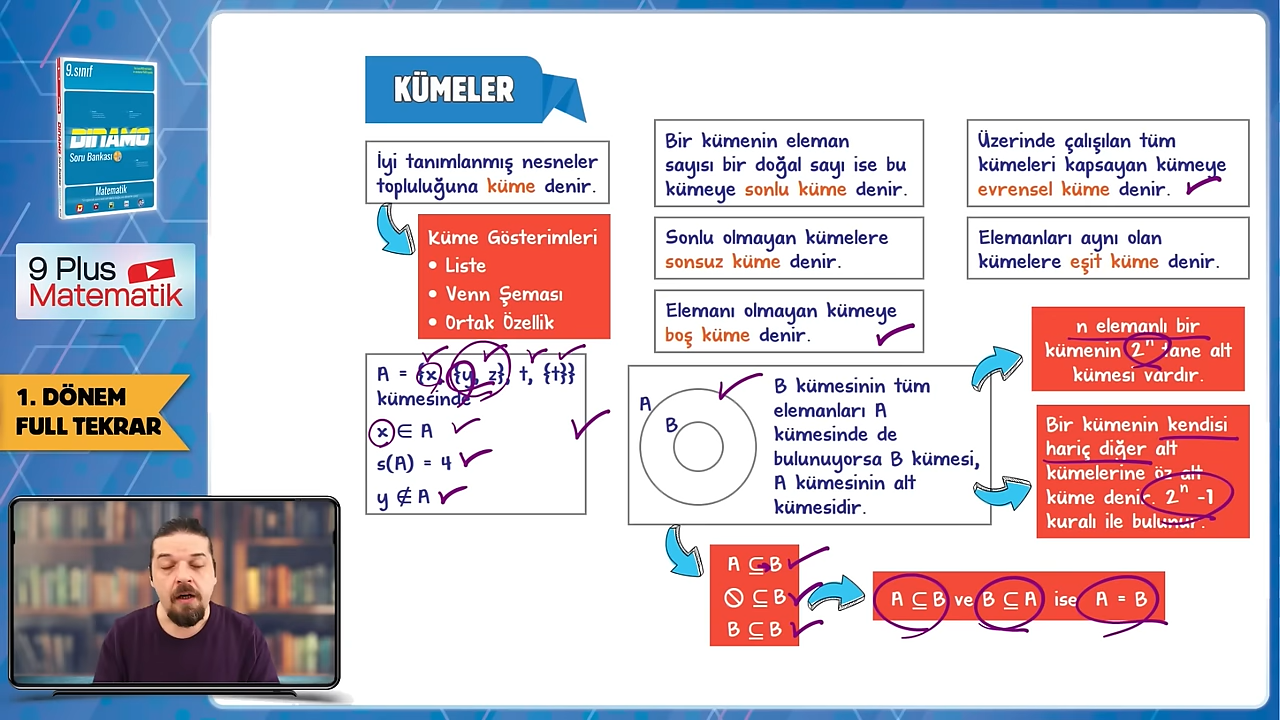 9.sınıf
DINAMO
Soru Bankası
Matematik
9 Plus
Matematik
1. DÖNEM
FULL TEKRAR
KÜMELER
İyi tanımlanmış nesneler
topluluğuna küme denir.
Küme Gösterimleri
• Liste
• Venn Şeması
• Ortak Özellik
A = {x, {y, z}, t, {t}}
kümesinde
x ∈ A
s(A) = 4
y ∉ A
Bir kümenin eleman
sayısı bir doğal sayı ise bu
kümeye sonlu küme denir.
Sonlu olmayan kümelere
sonsuz küme denir.
Elemanı olmayan kümeye
boş küme denir.
A
B
B kümesinin tüm
elemanları A
kümesinde de
bulunuyorsa B kümesi,
A kümesinin alt
kümesidir.
A ⊆ B
∅ ⊆ B
B ⊆ B
A ⊆ B ve B ⊆ A ise A = B
Üzerinde çalışılan tüm
kümeleri kapsayan kümeye
evrensel küme denir.
Elemanları aynı olan
kümelere eşit küme denir.
n elemanlı bir
kümenin 2ⁿ tane alt
kümesi vardır.
Bir kümenin kendisi
hariç diğer alt
kümelerine öz alt
küme denir. 2ⁿ -1
kuralı ile bulunur.